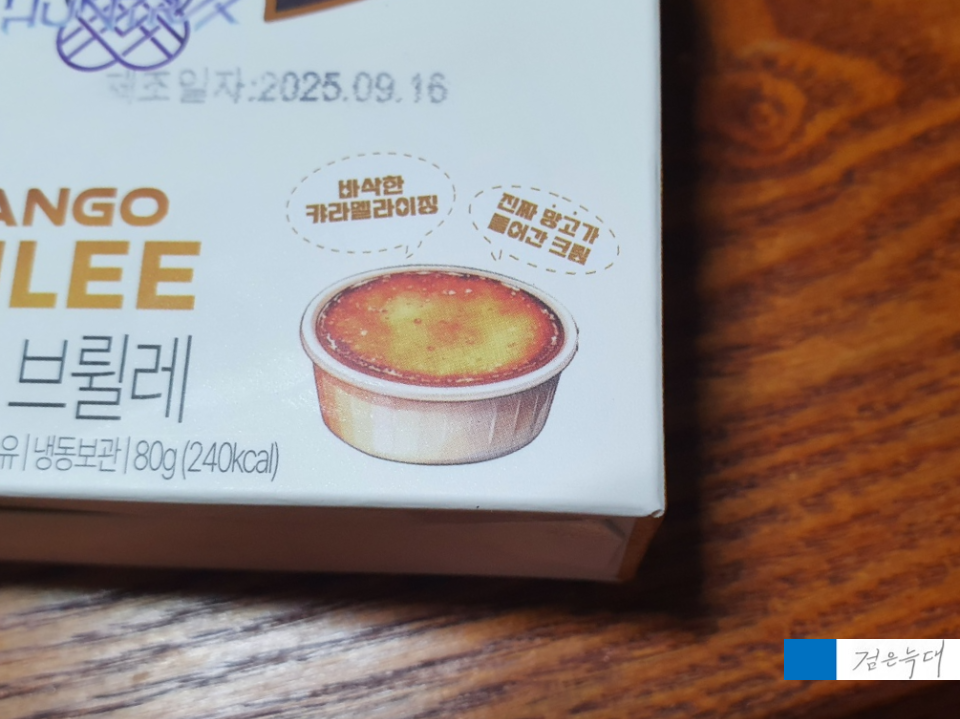 제조일자:2025.09.16
바삭한
캬라멜라이징
진짜 망고가
들어간 크림
ANGO
LEE
브륄레
유 | 냉동보관 | 80g (240kcal)
검은늑대